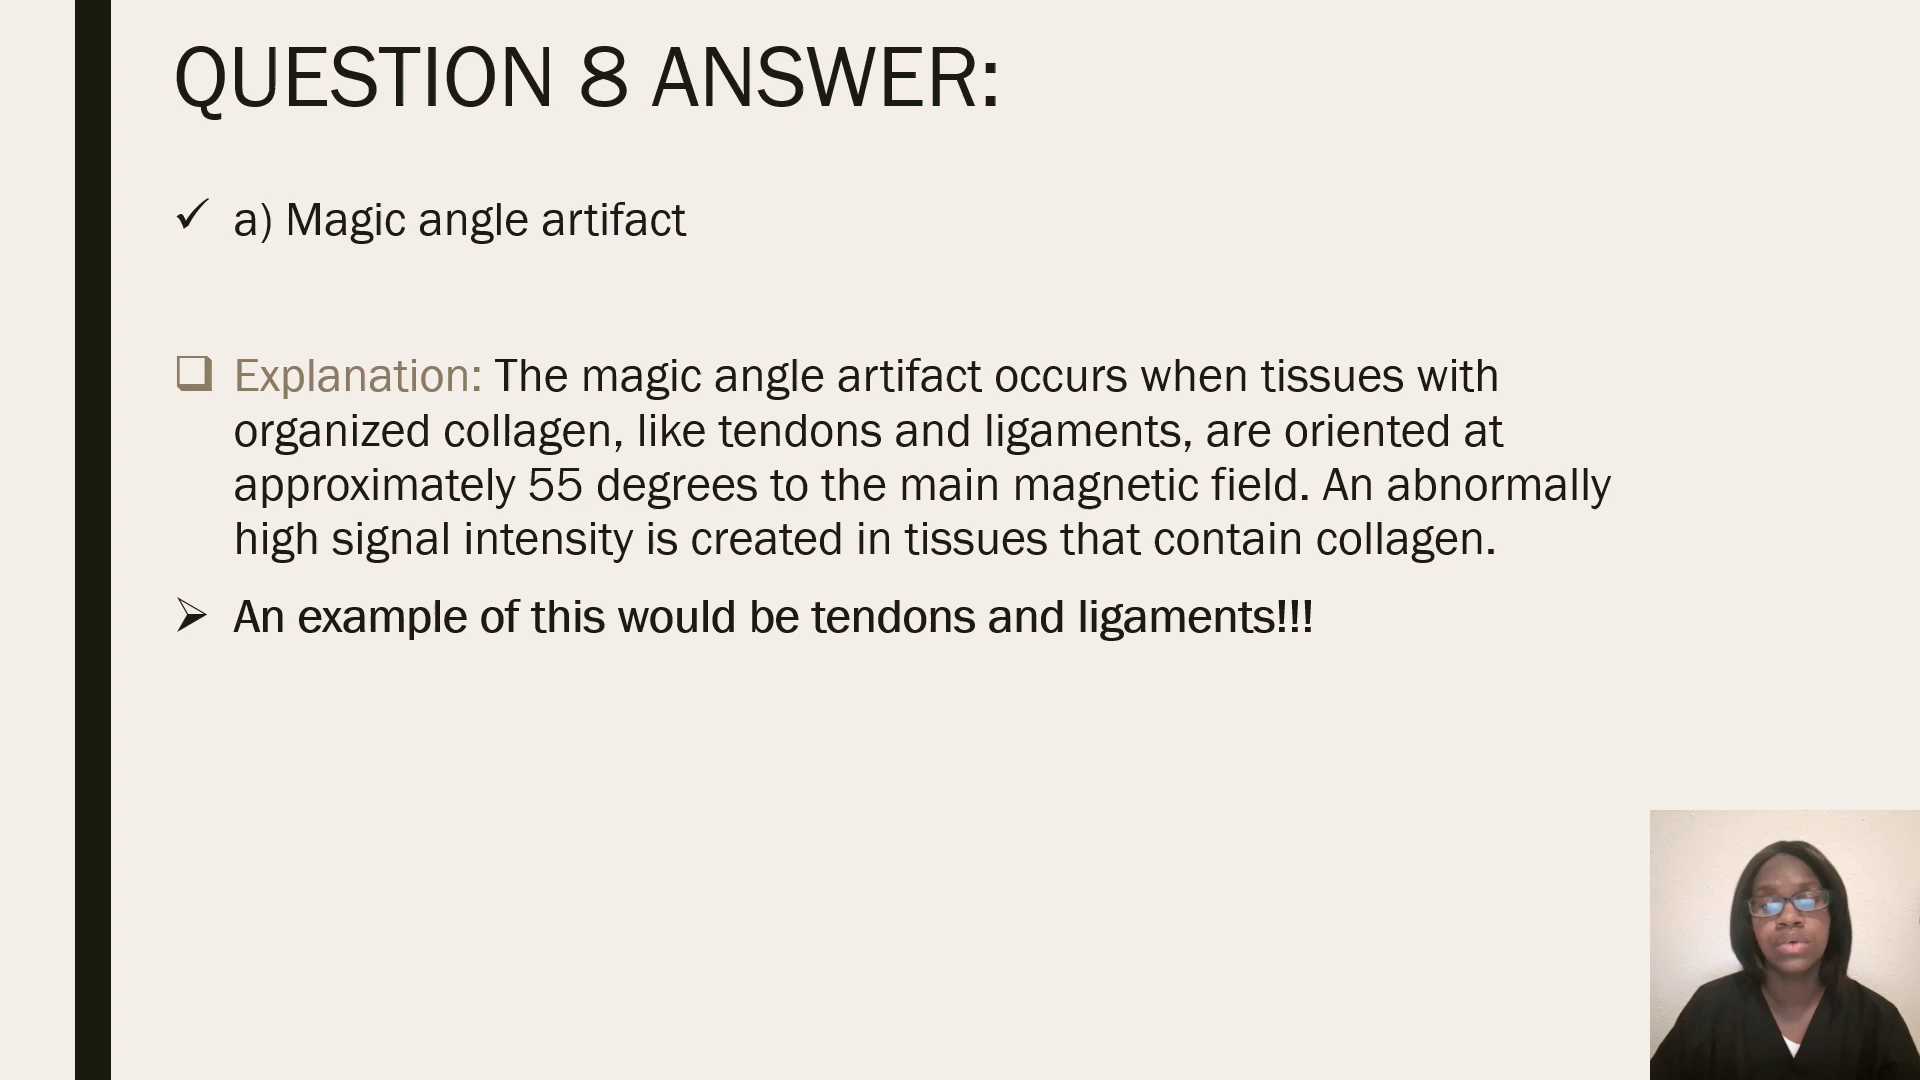 QUESTION 8 ANSWER:
a) Magic angle artifact
Explanation: The magic angle artifact occurs when tissues with
organized collagen, like tendons and ligaments, are oriented at
approximately 55 degrees to the main magnetic field. An abnormally
high signal intensity is created in tissues that contain collagen.
An example of this would be tendons and ligaments!!!